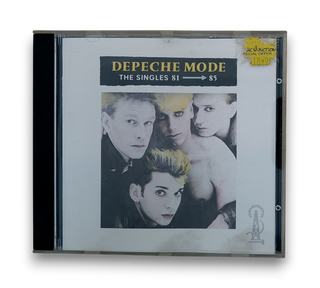 DEPECHE MODE
THE SINGLES 81 → 85